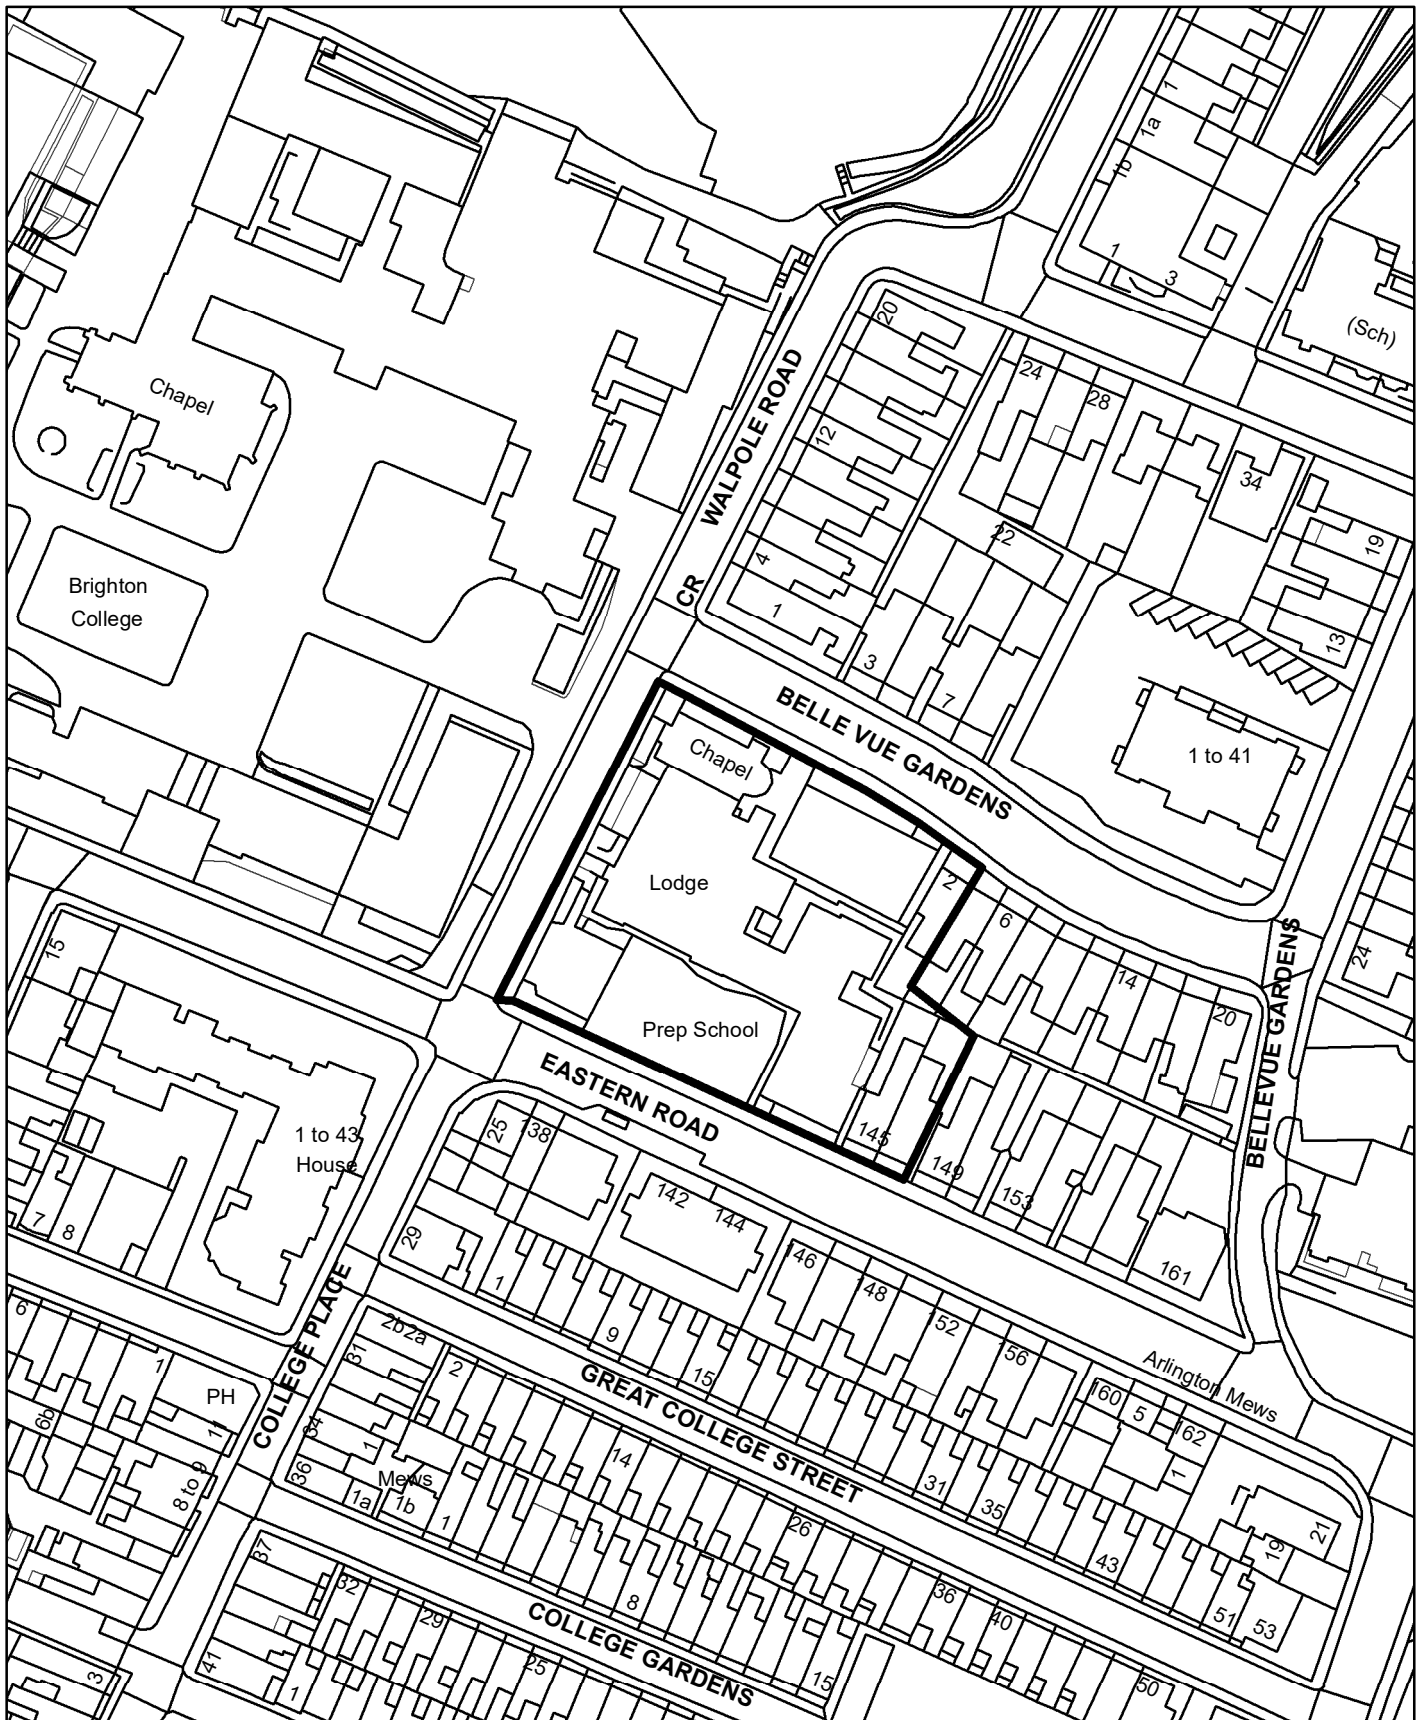 1
1a
1b
1
3
(Sch)
20
WALPOLE ROAD
24
28
Chapel
12
34
22
19
4
CR
Brighton
College
1
13
3
7
BELLE VUE GARDENS
1 to 41
Chapel
Lodge
2
6
15
14
24
20
Prep School
BELLEVUE GARDENS
EASTERN ROAD
25
138
145
1 to 43
House
149
153
142
144
7
8
29
1
146
148
161
6
2b2a
9
152
COLLEGE PLACE
31
2
15
156
1
PH
GREAT COLLEGE STREET
Arlington Mews
160
5
162
6b
11
34
1
14
36
Mews
31
1
8 to 9
1a
1b
1
35
26
21
19
37
43
32
36
8
29
COLLEGE GARDENS
40
51
53
41
25
3
1
15
50